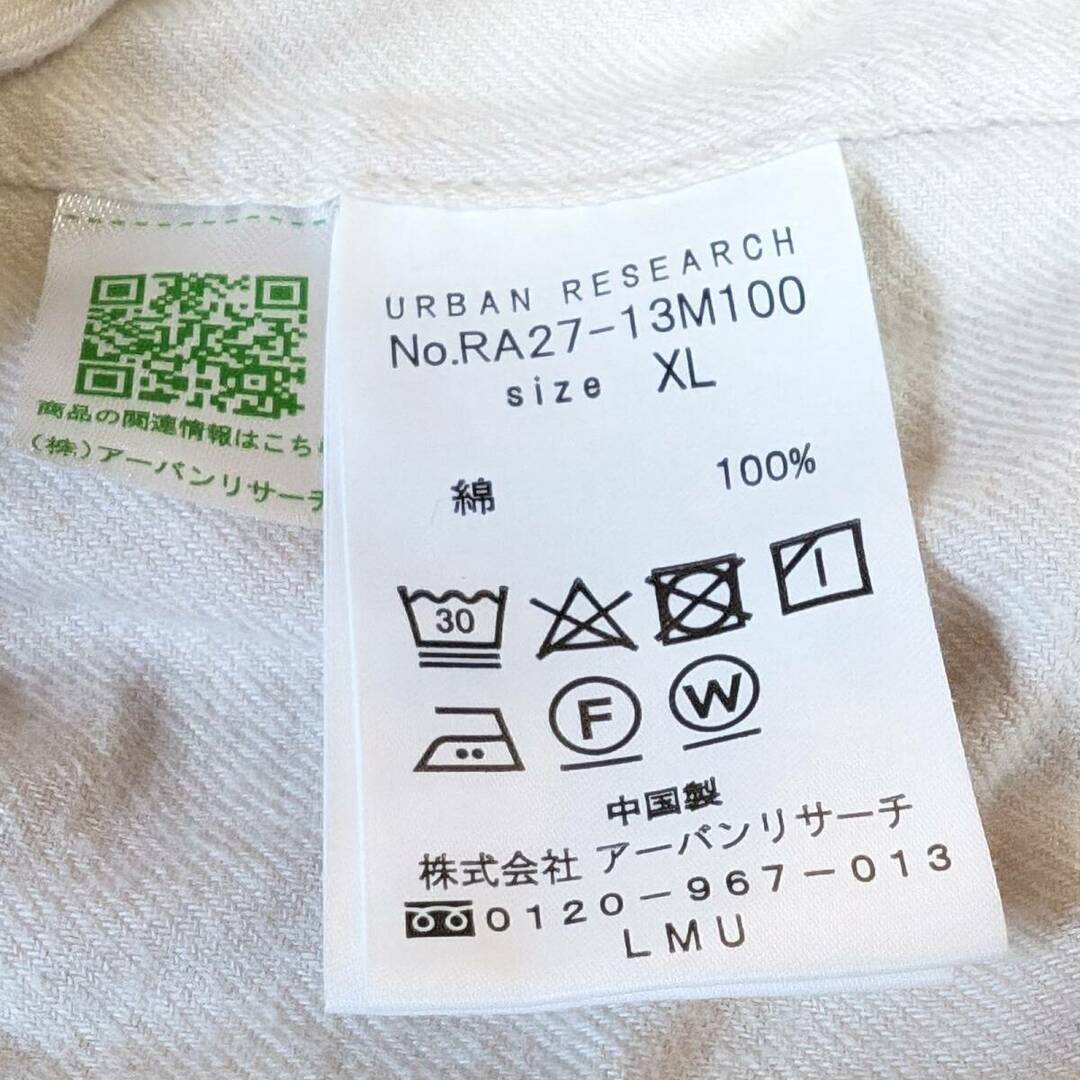 商品の関連情報はこち
(株)アーバンリサーチ
URBAN RESEARCH
No.RA27-13M100
size XL
綿 100%
30
F W
中国製
株式会社 アーバンリサーチ
0120-967-013
LMU